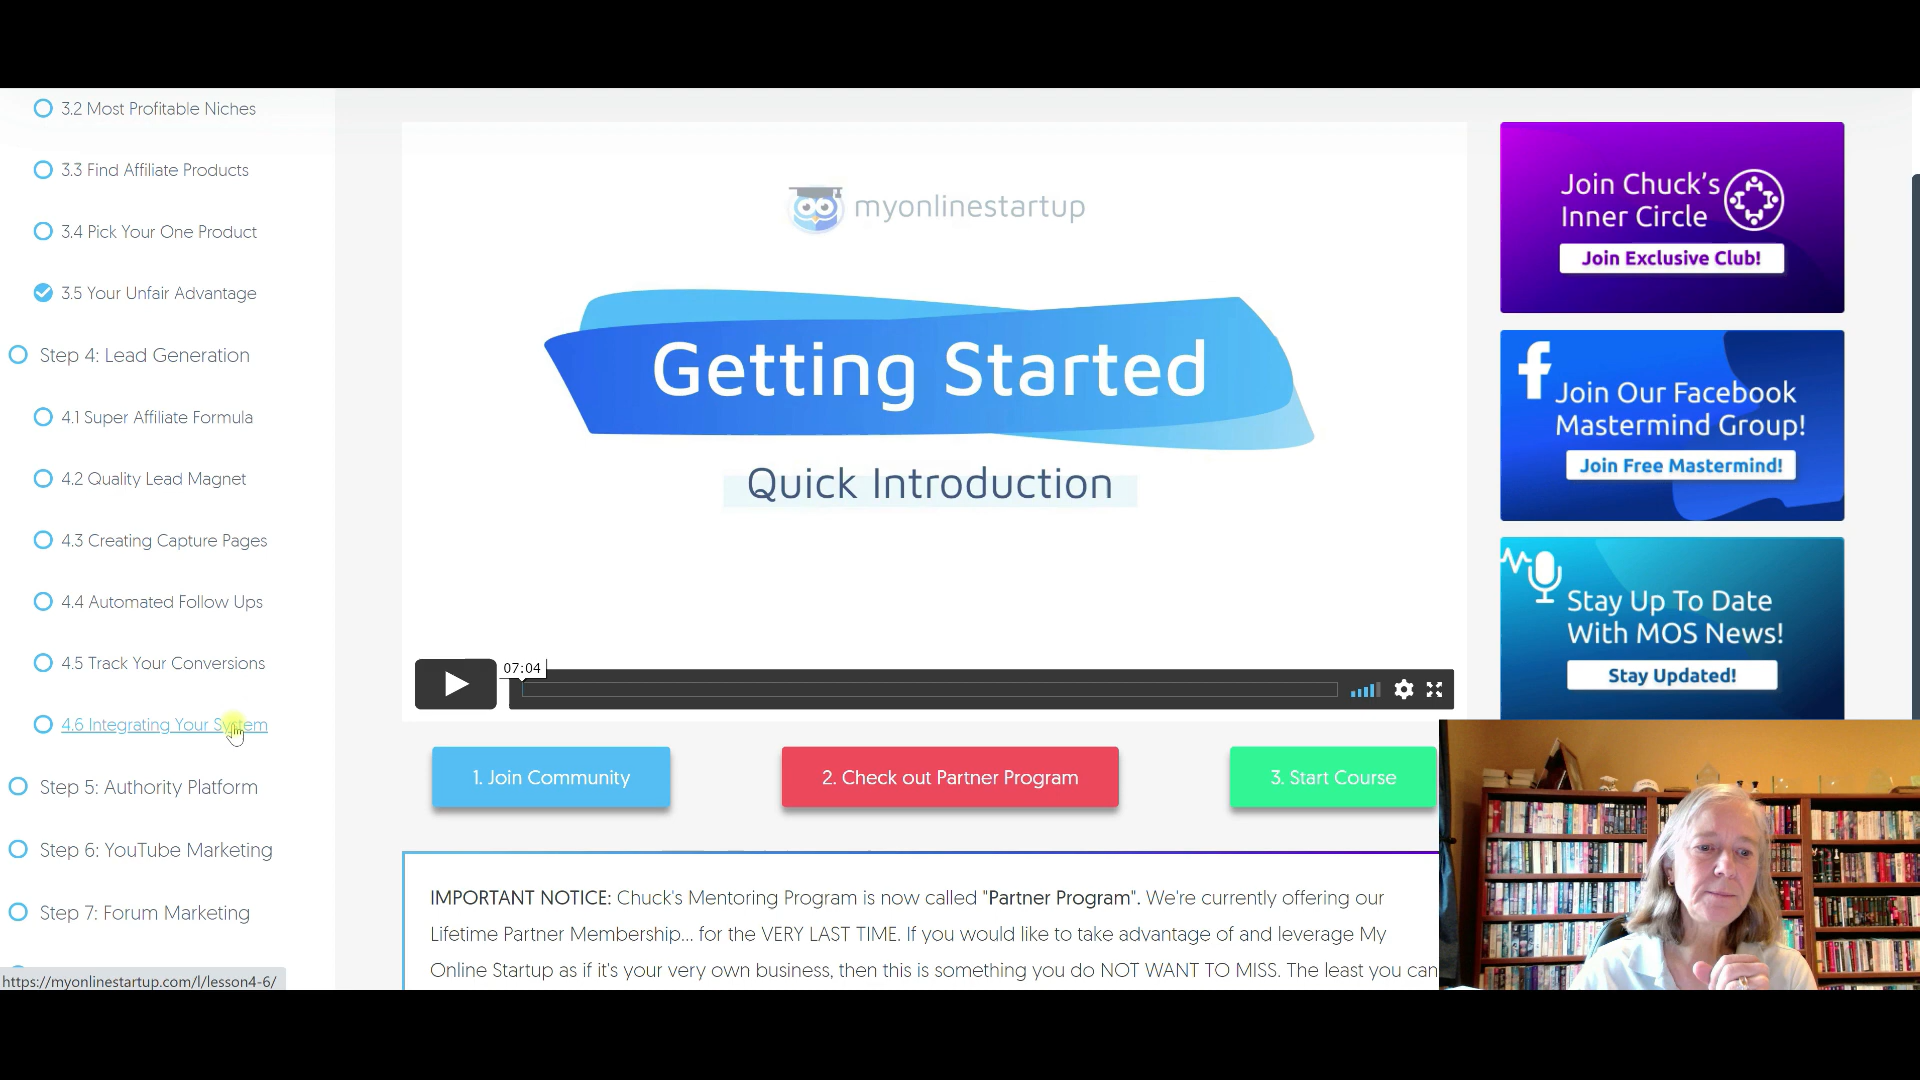 3.2 Most Profitable Niches
3.3 Find Affiliate Products
3.4 Pick Your One Product
3.5 Your Unfair Advantage
Step 4: Lead Generation
4.1 Super Affiliate Formula
4.2 Quality Lead Magnet
4.3 Creating Capture Pages
4.4 Automated Follow Ups
4.5 Track Your Conversions
4.6 Integrating Your System
Step 5: Authority Platform
Step 6: YouTube Marketing
Step 7: Forum Marketing
https://myonlinestartup.com/l/lesson4-6/
myonlinestartup
Getting Started
Quick Introduction
07:04
1. Join Community
2. Check out Partner Program
3. Start Course
IMPORTANT NOTICE: Chuck's Mentoring Program is now called "Partner Program". We're currently offering our
Lifetime Partner Membership... for the VERY LAST TIME. If you would like to take advantage of and leverage My
Online Startup as if it's your very own business, then this is something you do NOT WANT TO MISS. The least you can
Join Chuck's
Inner Circle
Join Exclusive Club!
Join Our Facebook
Mastermind Group!
Join Free Mastermind!
Stay Up To Date
With MOS News!
Stay Updated!